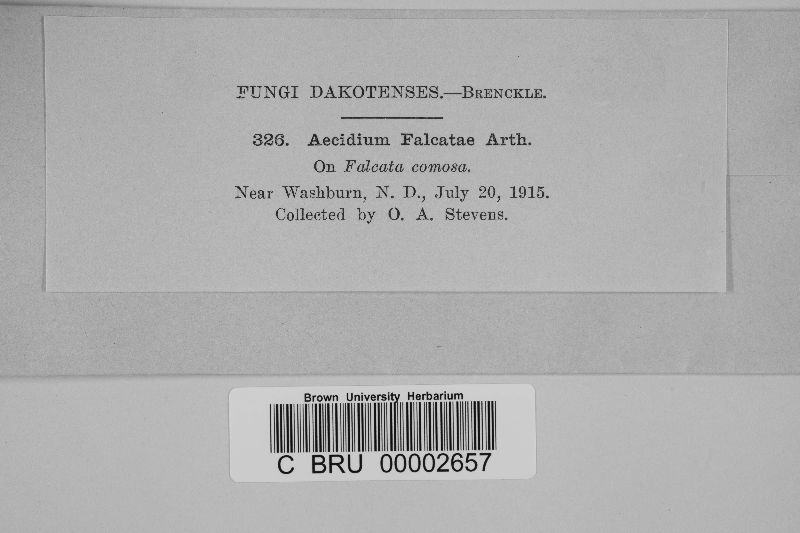 FUNGI DAKOTENSES.—BRENCKLE.
326. Aecidium Falcatae Arth.
On Falcata comosa.
Near Washburn, N. D., July 20, 1915.
Collected by O. A. Stevens.
Brown University Herbarium
C BRU 00002657